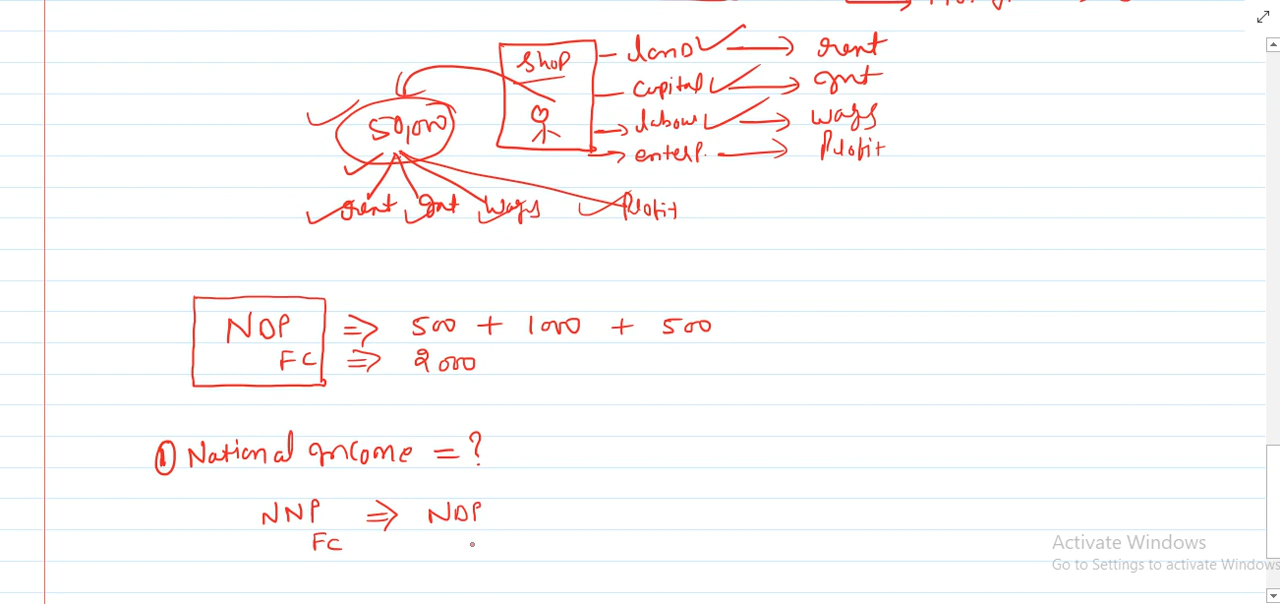 shop
land → rent
capital → Int
labour → wages
enterp. → Profit
50,000
rent Int wages Profit
NDP ⇒ 500 + 1000 + 500
FC ⇒ 2000
① National Income = ?
NNP ⇒ NDP
FC
Activate Windows
Go to Settings to activate Windows